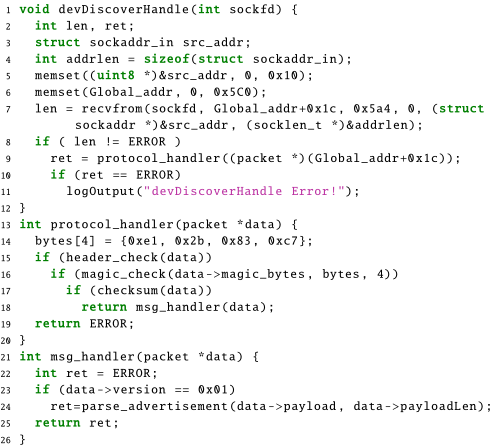 1 void devDiscoverHandle(int sockfd) {
2 int len, ret;
3 struct sockaddr_in src_addr;
4 int addrlen = sizeof(struct sockaddr_in);
5 memset((uint8 *)&src_addr, 0, 0x10);
6 memset(Global_addr, 0, 0x5C0);
7 len = recvfrom(sockfd, Global_addr+0x1c, 0x5a4, 0, (struct
sockaddr *)&src_addr, (socklen_t *)&addrlen);
8 if ( len != ERROR )
9 ret = protocol_handler((packet *)(Global_addr+0x1c));
10 if (ret == ERROR)
11 logOutput("devDiscoverHandle Error!");
12 }
13 int protocol_handler(packet *data) {
14 bytes[4] = {0xe1, 0x2b, 0x83, 0xc7};
15 if (header_check(data))
16 if (magic_check(data->magic_bytes, bytes, 4))
17 if (checksum(data))
18 return msg_handler(data);
19 return ERROR;
20 }
21 int msg_handler(packet *data) {
22 int ret = ERROR;
23 if (data->version == 0x01)
24 ret=parse_advertisement(data->payload, data->payloadLen);
25 return ret;
26 }